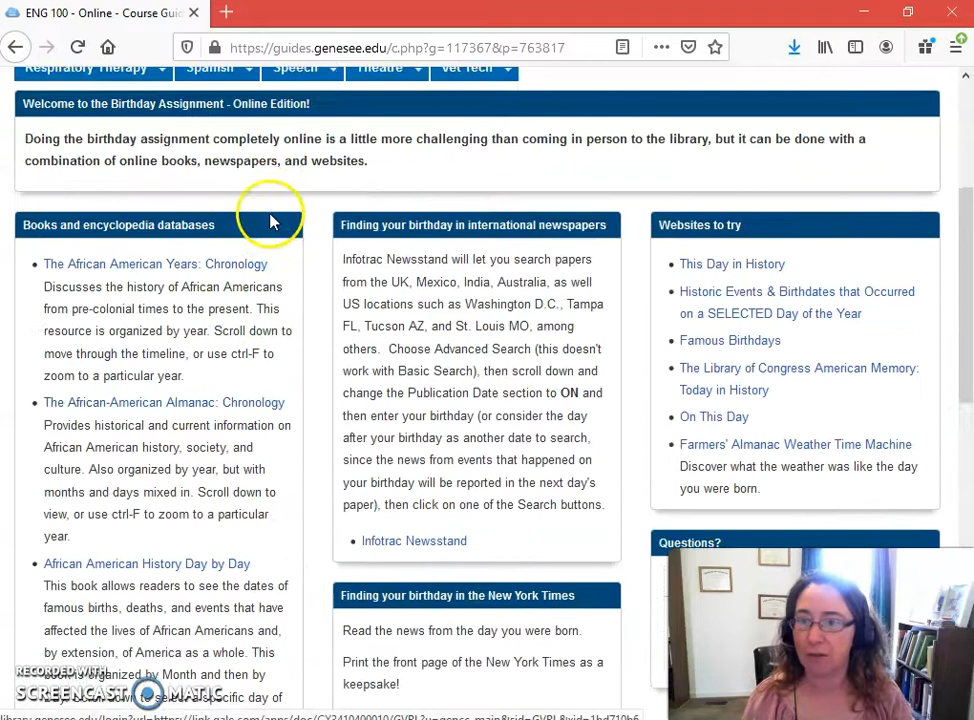 ENG 100 - Online - Course Guid
https://guides.genesee.edu/c.php?g=117367&p=763817
Respiratory Therapy Spanish Speech Theatre Vet Tech
Welcome to the Birthday Assignment - Online Edition!
Doing the birthday assignment completely online is a little more challenging than coming in person to the library, but it can be done with a
combination of online books, newspapers, and websites.
Books and encyclopedia databases
The African American Years: Chronology
Discusses the history of African Americans
from pre-colonial times to the present. This
resource is organized by year. Scroll down to
move through the timeline, or use ctrl-F to
zoom to a particular year.
The African-American Almanac: Chronology
Provides historical and current information on
African American history, society, and
culture. Also organized by year, but with
months and days mixed in. Scroll down to
view, or use ctrl-F to zoom to a particular
year.
African American History Day by Day
This book allows readers to see the dates of
famous births, deaths, and events that have
affected the lives of African Americans and,
by extension, of America as a whole. This
book is organized by Month and then by
to select a specific day of
Finding your birthday in international newspapers
Infotrac Newsstand will let you search papers
from the UK, Mexico, India, Australia, as well
US locations such as Washington D.C., Tampa
FL, Tucson AZ, and St. Louis MO, among
others. Choose Advanced Search (this doesn't
work with Basic Search), then scroll down and
change the Publication Date section to ON and
then enter your birthday (or consider the day
after your birthday as another date to search,
since the news from events that happened on
your birthday will be reported in the next day's
paper), then click on one of the Search buttons.
Infotrac Newsstand
Finding your birthday in the New York Times
Read the news from the day you were born.
Print the front page of the New York Times as a
keepsake!
Websites to try
This Day in History
Historic Events & Birthdates that Occurred
on a SELECTED Day of the Year
Famous Birthdays
The Library of Congress American Memory:
Today in History
On This Day
Farmers' Almanac Weather Time Machine
Discover what the weather was like the day
you were born.
Questions?
RECORDED WITH
SCREENCAST MATIC